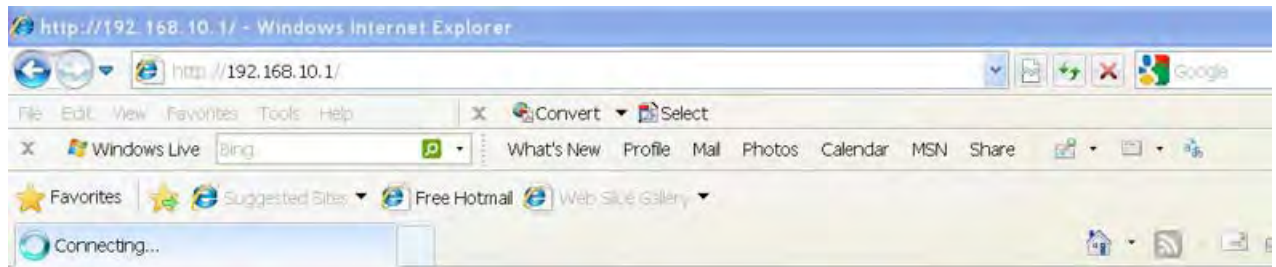 http://192.168.10.1/ - Windows Internet Explorer
http://192.168.10.1/ Google
File Edit View Favorites Tools Help X Convert Select
X Windows Live Bing What's New Profile Mail Photos Calendar MSN Share
Favorites Suggested Sites Free Hotmail Web Slice Gallery
Connecting...